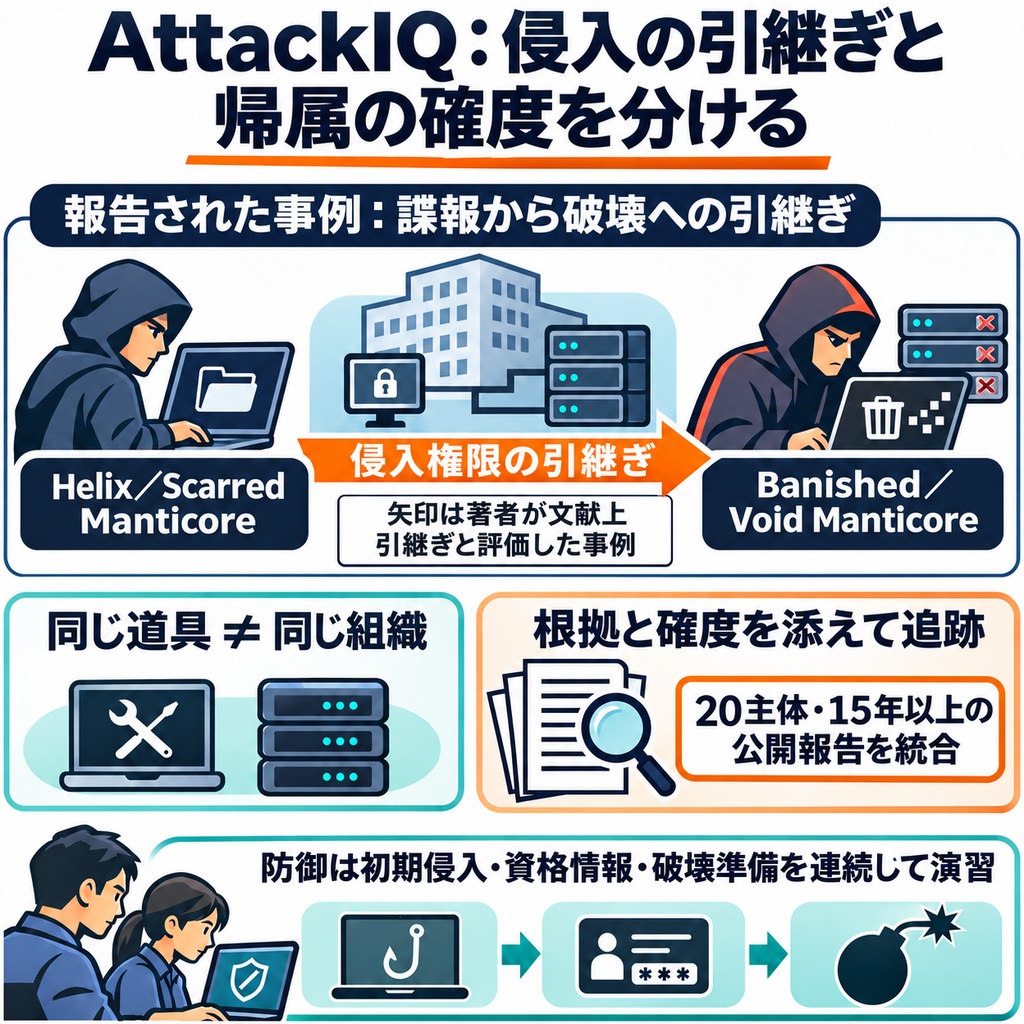 AttackIQ：侵入の引継ぎと
帰属の確度を分ける
報告された事例：諜報から破壊への引継ぎ
侵入権限の引継ぎ
Helix／Scarred
Manticore
矢印は著者が文献上
引継ぎと評価した事例
Banished／
Void Manticore
同じ道具 ≠ 同じ組織
根拠と確度を添えて追跡
20主体・15年以上の
公開報告を統合
防御は初期侵入・資格情報・破壊準備を連続して演習
***